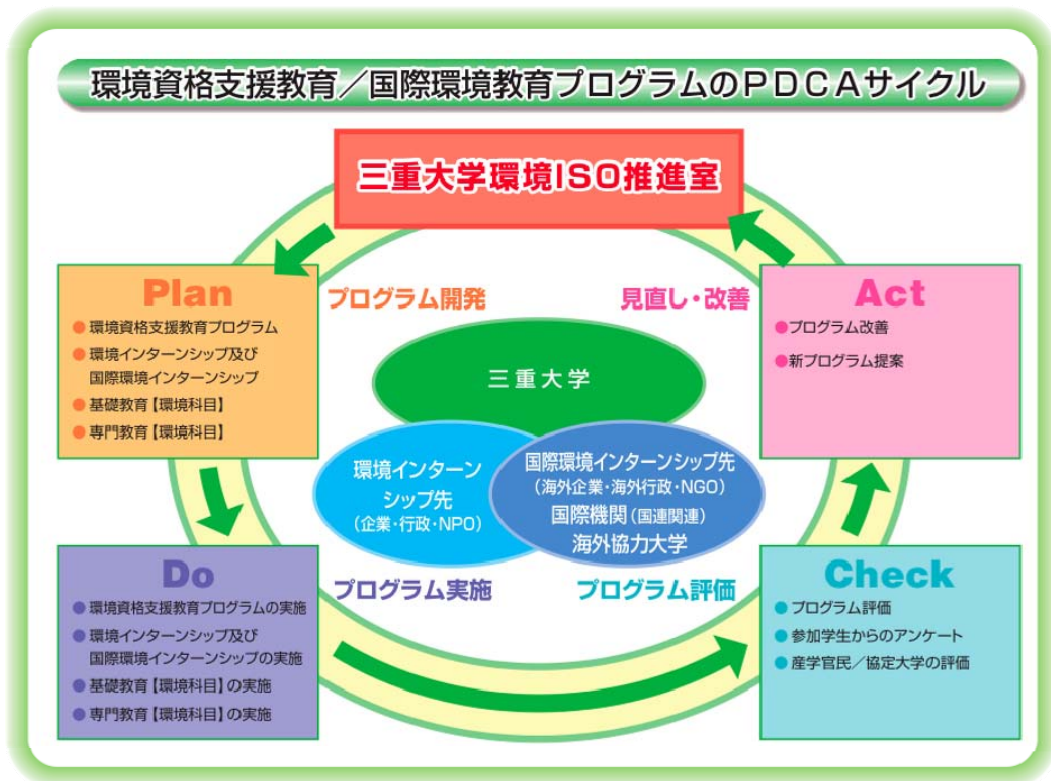 環境資格支援教育／国際環境教育プログラムのＰＤＣＡサイクル
三重大学環境ISO推進室
Plan
●環境資格支援教育プログラム
●環境インターンシップ及び
国際環境インターンシップ
●基礎教育【環境科目】
●専門教育【環境科目】
プログラム開発
見直し・改善
Act
●プログラム改善
●新プログラム提案
三重大学
環境インターン
シップ先
（企業・行政・NPO）
国際環境インターンシップ先
（海外企業・海外行政・NGO）
国際機関（国連関連）
海外協力大学
Do
●環境資格支援教育プログラムの実施
●環境インターンシップ及び
国際環境インターンシップの実施
●基礎教育【環境科目】の実施
●専門教育【環境科目】の実施
プログラム実施
プログラム評価
Check
●プログラム評価
●参加学生からのアンケート
●産学官民／協定大学の評価